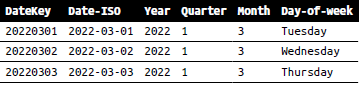 DateKey Date-ISO Year Quarter Month Day-of-week
20220301 2022-03-01 2022 1 3 Tuesday
20220302 2022-03-02 2022 1 3 Wednesday
20220303 2022-03-03 2022 1 3 Thursday